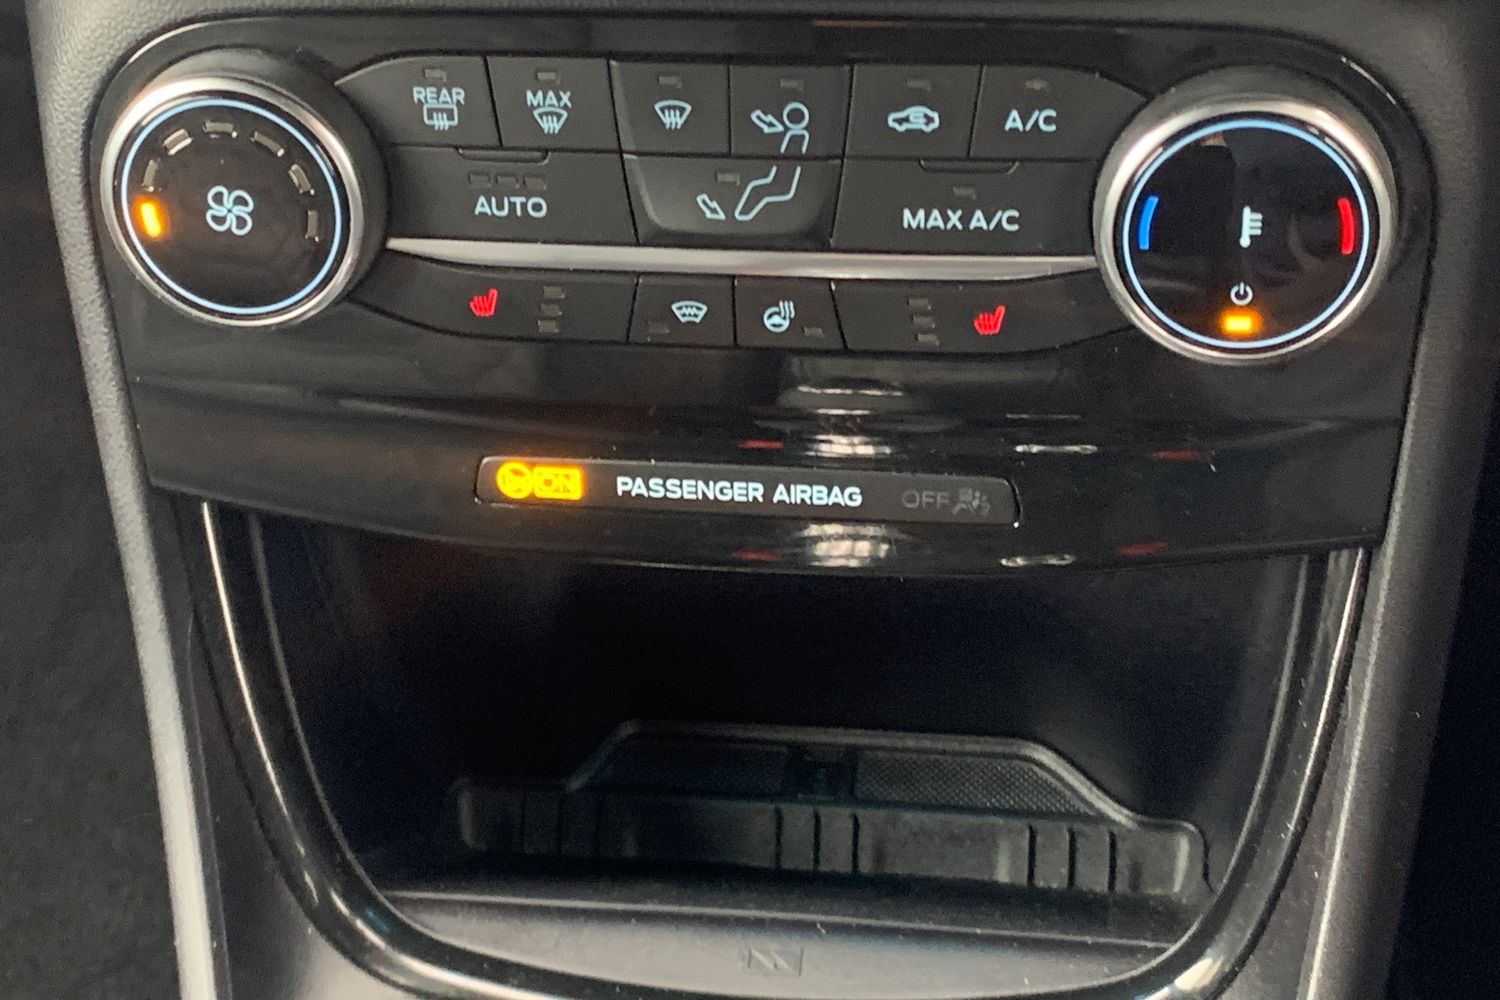 REAR
MAX
A/C
AUTO
MAX A/C
ON PASSENGER AIRBAG OFF